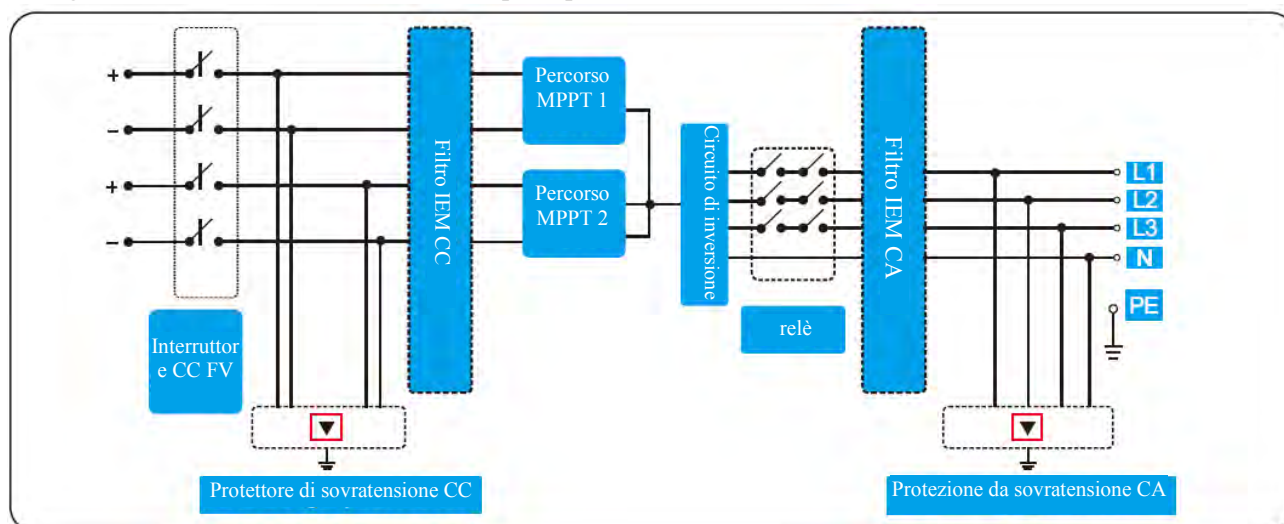 +
−
+
−
Interruttor
e CC FV
Protettore di sovratensione CC
Filtro IEM CC
Percorso
MPPT 1
Percorso
MPPT 2
Circuito di inversione
relè
Filtro IEM CA
L1
L2
L3
N
PE
Protezione da sovratensione CA